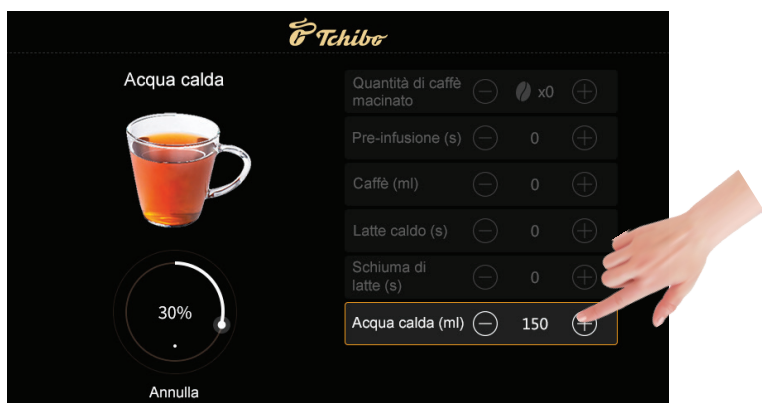 Tchibo
Acqua calda
30%
Annulla
Quantità di caffè
macinato
x0
Pre-infusione (s)
0
Caffè (ml)
0
Latte caldo (s)
0
Schiuma di
latte (s)
0
Acqua calda (ml)
150